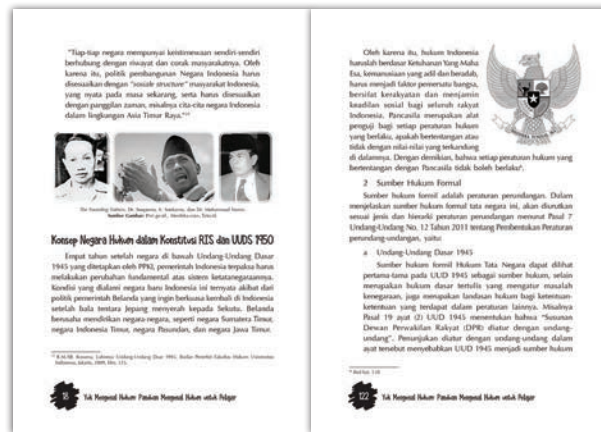 "Tiap-tiap negara mempunyai keistimewaan sendiri-sendiri
berhubung dengan riwayat dan corak masyarakatnya. Oleh
karena itu, politik pembangunan Negara Indonesia harus
disesuaikan dengan "sosiale structuur" masyarakat Indonesia,
yang nyata pada masa sekarang, serta harus disesuaikan
dengan panggilan zaman, misalnya cita-cita negara Indonesia
dalam lingkungan Asia Timur Raya."
The Founding Fathers: Dr. Soepomo, Ir. Soekarno, dan Dr. Muhammad Yamin.
Sumber Gambar:
Konsep Negara Hukum dalam Konstitusi RIS dan UUDS 1950
Empat tahun setelah negara di bawah Undang-Undang Dasar
1945 yang ditetapkan oleh PPKI, pemerintah Indonesia terpaksa harus
melakukan perubahan fundamental atas sistem ketatanegaraannya.
Kondisi yang dialami negara baru Indonesia ini ternyata akibat dari
politik pemerintah Belanda yang ingin berkuasa kembali di Indonesia
setelah bala tentara Jepang menyerah kepada Sekutu. Belanda
berusaha mendirikan negara-negara, seperti negara Sumatera Timur,
negara Indonesia Timur, negara Pasundan, dan negara Jawa Timur.
18 Yuk Mengenal Hukum: Panduan Mengenal Hukum untuk Pelajar
Oleh karena itu, hukum Indonesia
haruslah berdasar Ketuhanan Yang Maha
Esa, kemanusiaan yang adil dan beradab,
harus menjadi faktor pemersatu bangsa,
bersifat kerakyatan dan menjamin
keadilan sosial bagi seluruh rakyat
Indonesia. Pancasila merupakan alat
penguji bagi setiap peraturan hukum
yang berlaku, apakah bertentangan atau
tidak dengan nilai-nilai yang terkandung
di dalamnya. Dengan demikian, bahwa setiap peraturan hukum yang
bertentangan dengan Pancasila tidak boleh berlaku⁶.
2 Sumber Hukum Formal
Sumber hukum formil adalah peraturan perundangan. Dalam
menjelaskan sumber hukum formal tata negara ini, akan diurutkan
sesuai jenis dan hierarki peraturan perundangan menurut Pasal 7
Undang-Undang No. 12 Tahun 2011 tentang Pembentukan Peraturan
perundang-undangan, yaitu:
a Undang-Undang Dasar 1945
Sumber hukum formil Hukum Tata Negara dapat dilihat
pertama-tama pada UUD 1945 sebagai sumber hukum, selain
merupakan hukum dasar tertulis yang mengatur masalah
kenegaraan, juga merupakan landasan hukum bagi ketentuan-
ketentuan yang terdapat dalam peraturan lainnya. Misalnya
Pasal 19 ayat (2) UUD 1945 menentukan bahwa "Susunan
Dewan Perwakilan Rakyat (DPR) diatur dengan undang-
undang". Penunjukan diatur dengan undang-undang dalam
ayat tersebut menyebabkan UUD 1945 menjadi sumber hukum
122 Yuk Mengenal Hukum: Panduan Mengenal Hukum untuk Pelajar